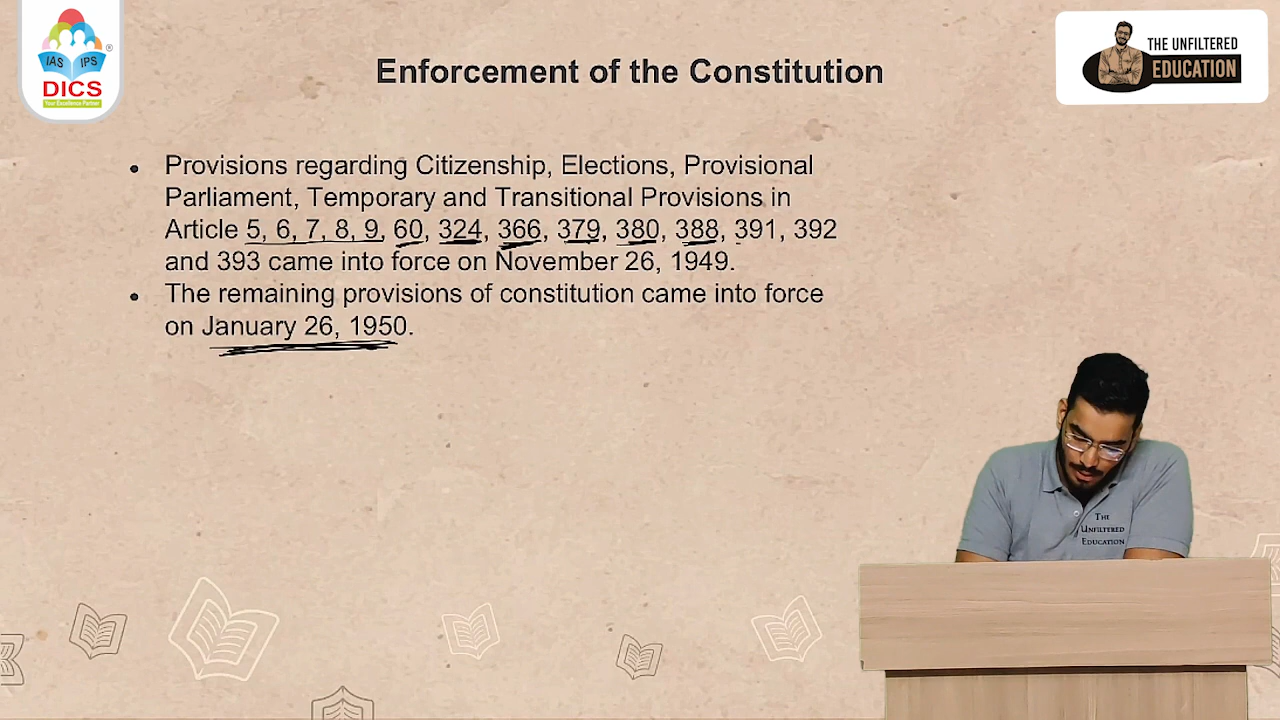 IAS IPS
DICS
Your Excellence Partner
®
Enforcement of the Constitution
THE UNFILTERED
EDUCATION
• Provisions regarding Citizenship, Elections, Provisional
Parliament, Temporary and Transitional Provisions in
Article 5, 6, 7, 8, 9, 60, 324, 366, 379, 380, 388, 391, 392
and 393 came into force on November 26, 1949.
• The remaining provisions of constitution came into force
on January 26, 1950.
THE
UNFILTERED
EDUCATION